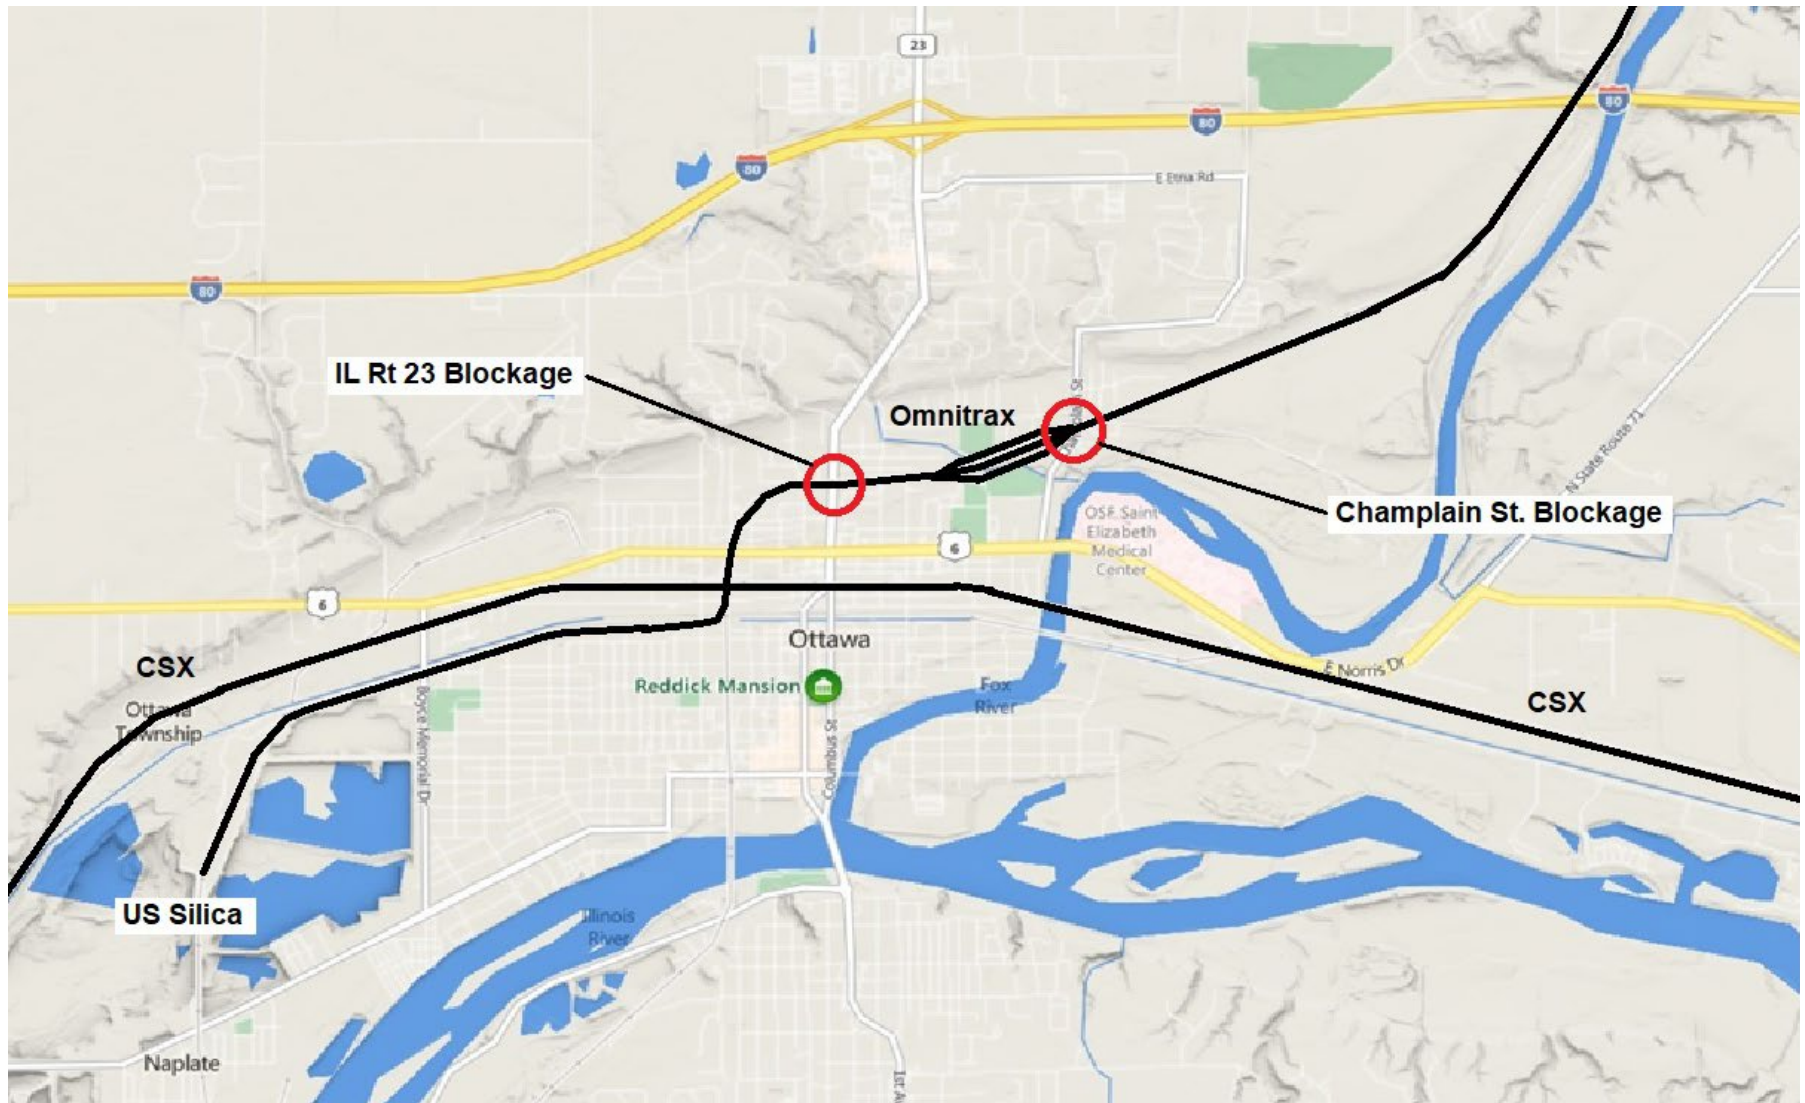 23
80
80
E Etna Rd
80
80
IL Rt 23 Blockage
Omnitrax
N State Route 71
Champlain St. Blockage
OSF Saint
Elizabeth
Medical
Center
6
6
Ottawa
CSX
E Norris Dr
Reddick Mansion
Fox
River
CSX
Ottawa
Township
Boyce Memorial Dr
Columbus St
US Silica
Illinois
River
Naplate